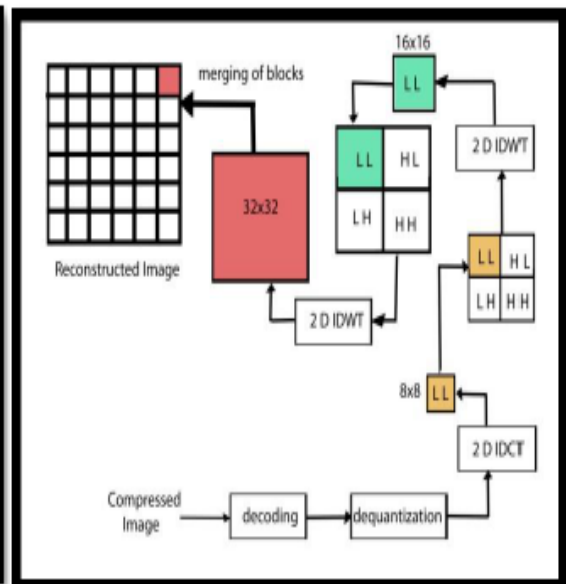 16x16
merging of blocks
L L
2 D IDWT
L L
H L
L H
H H
32x32
Reconstructed Image
L L
H L
L H
H H
2 D IDWT
8x8
L L
2 D IDCT
Compressed
Image
decoding
dequantization